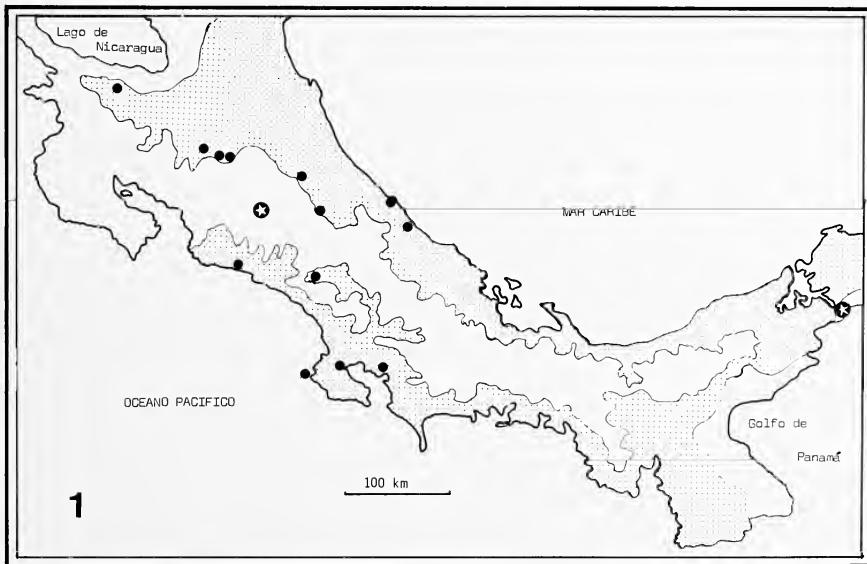 Lago de
Nicaragua
MAR CARIBE
OCEANO PACIFICO
Golfo de
Panamá
100 km
1